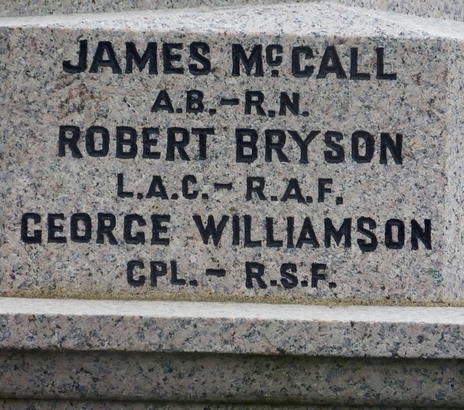 JAMES McCALL
A.B.-R.N.
ROBERT BRYSON
L.A.C.- R.A.F.
GEORGE WILLIAMSON
CPL. - R.S.F.